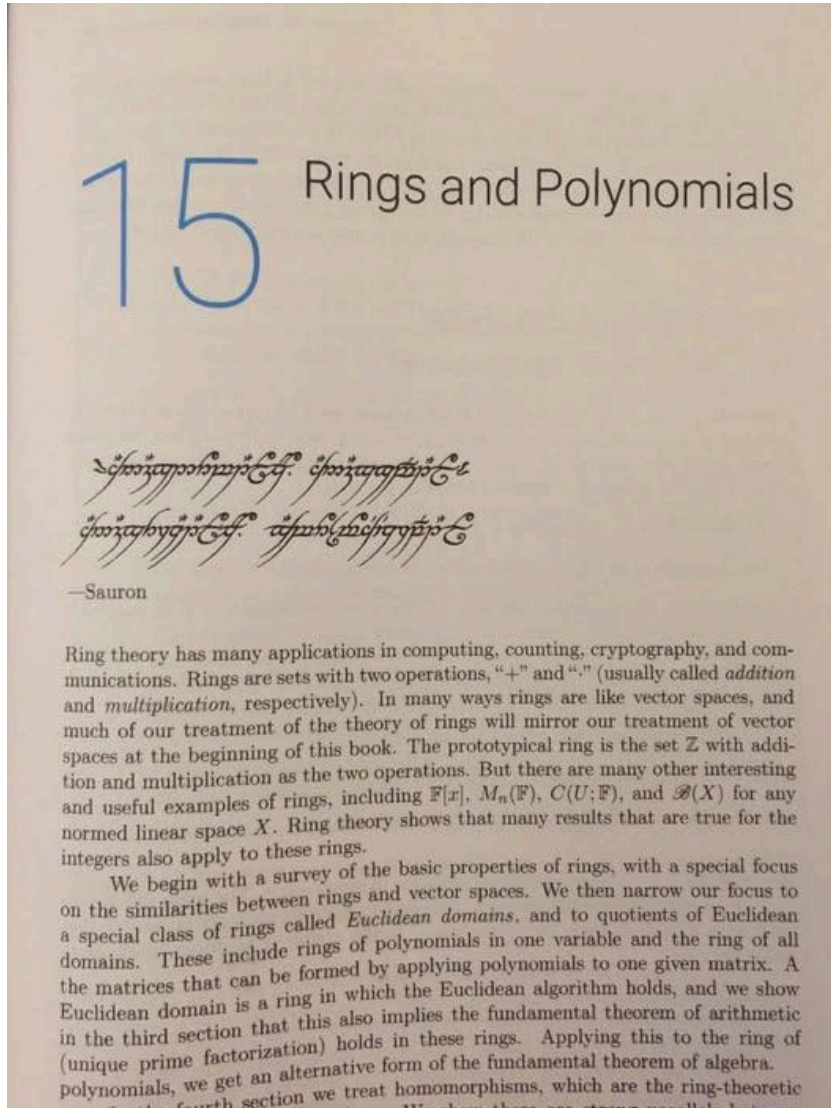 15 Rings and Polynomials
—Sauron
Ring theory has many applications in computing, counting, cryptography, and com-
munications. Rings are sets with two operations, “+” and “·” (usually called addition
and multiplication, respectively). In many ways rings are like vector spaces, and
much of our treatment of the theory of rings will mirror our treatment of vector
spaces at the beginning of this book. The prototypical ring is the set ℤ with addi-
tion and multiplication as the two operations. But there are many other interesting
and useful examples of rings, including 𝔽[x], Mₙ(𝔽), C(U; 𝔽), and ℬ(X) for any
normed linear space X. Ring theory shows that many results that are true for the
integers also apply to these rings.
We begin with a survey of the basic properties of rings, with a special focus
on the similarities between rings and vector spaces. We then narrow our focus to
a special class of rings called Euclidean domains, and to quotients of Euclidean
domains. These include rings of polynomials in one variable and the ring of all
the matrices that can be formed by applying polynomials to one given matrix. A
Euclidean domain is a ring in which the Euclidean algorithm holds, and we show
in the third section that this also implies the fundamental theorem of arithmetic
(unique prime factorization) holds in these rings. Applying this to the ring of
polynomials, we get an alternative form of the fundamental theorem of algebra.
fourth section we treat homomorphisms, which are the ring-theoretic